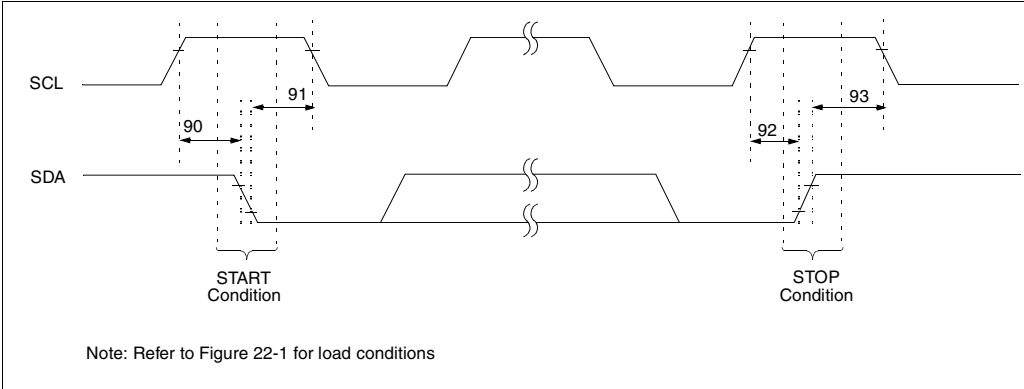 SCL
91
93
90
92
SDA
START
Condition
STOP
Condition
Note: Refer to Figure 22-1 for load conditions